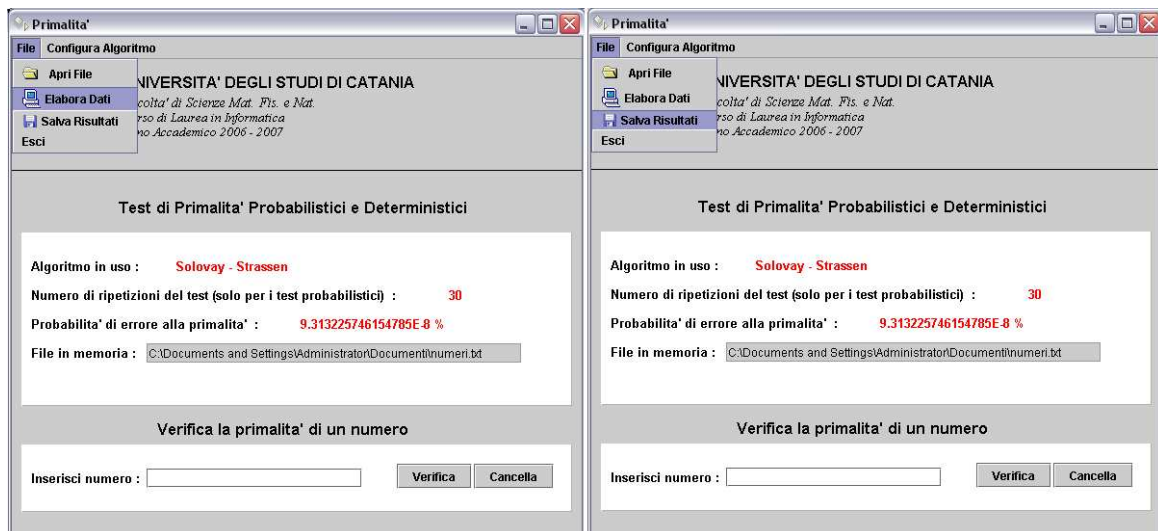 Primalita'
File Configura Algoritmo
Apri File
Elabora Dati
Salva Risultati
Esci
NIVERSITA' DEGLI STUDI DI CATANIA
colta' di Scienze Mat. Fis. e Nat.
rso di Laurea in Informatica
no Accademico 2006 - 2007
Test di Primalita' Probabilistici e Deterministici
Algoritmo in uso : Solovay - Strassen
Numero di ripetizioni del test (solo per i test probabilistici) : 30
Probabilita' di errore alla primalita' : 9.313225746154785E-8 %
File in memoria : C:\Documents and Settings\Administrator\Documenti\numeri.txt
Verifica la primalita' di un numero
Inserisci numero : Verifica Cancella
Primalita'
File Configura Algoritmo
Apri File
Elabora Dati
Salva Risultati
Esci
NIVERSITA' DEGLI STUDI DI CATANIA
colta' di Scienze Mat. Fis. e Nat.
rso di Laurea in Informatica
no Accademico 2006 - 2007
Test di Primalita' Probabilistici e Deterministici
Algoritmo in uso : Solovay - Strassen
Numero di ripetizioni del test (solo per i test probabilistici) : 30
Probabilita' di errore alla primalita' : 9.313225746154785E-8 %
File in memoria : C:\Documents and Settings\Administrator\Documenti\numeri.txt
Verifica la primalita' di un numero
Inserisci numero : Verifica Cancella